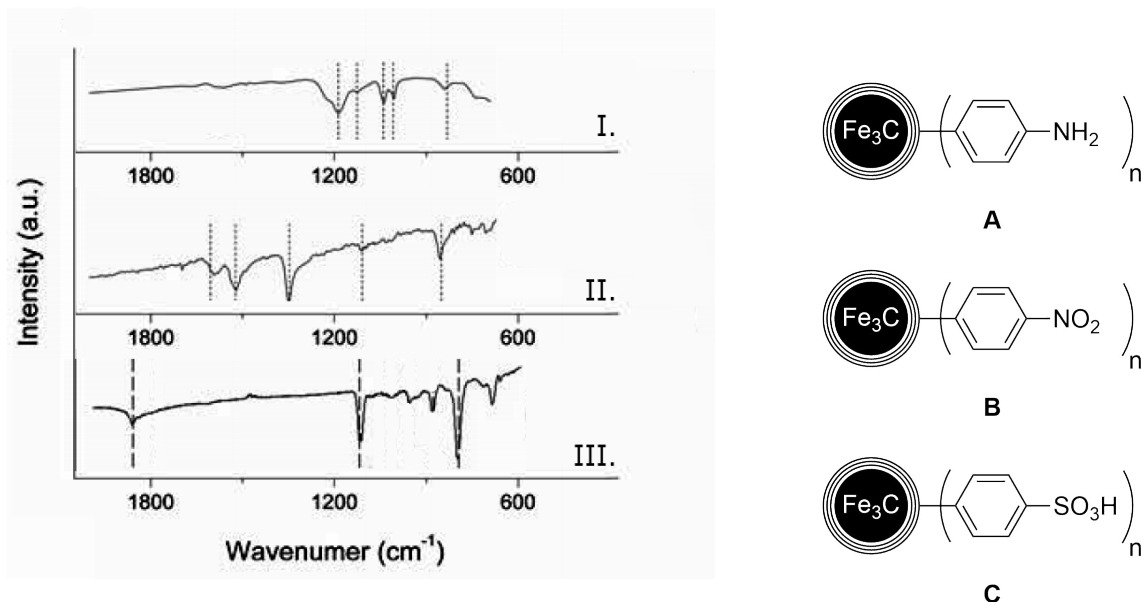 I.
1800 1200 600
II.
1800 1200 600
III.
1800 1200 600
Intensity (a.u.)
Wavenumer (cm⁻¹)
Fe₃C NH₂ n
A
Fe₃C NO₂ n
B
Fe₃C SO₃H n
C